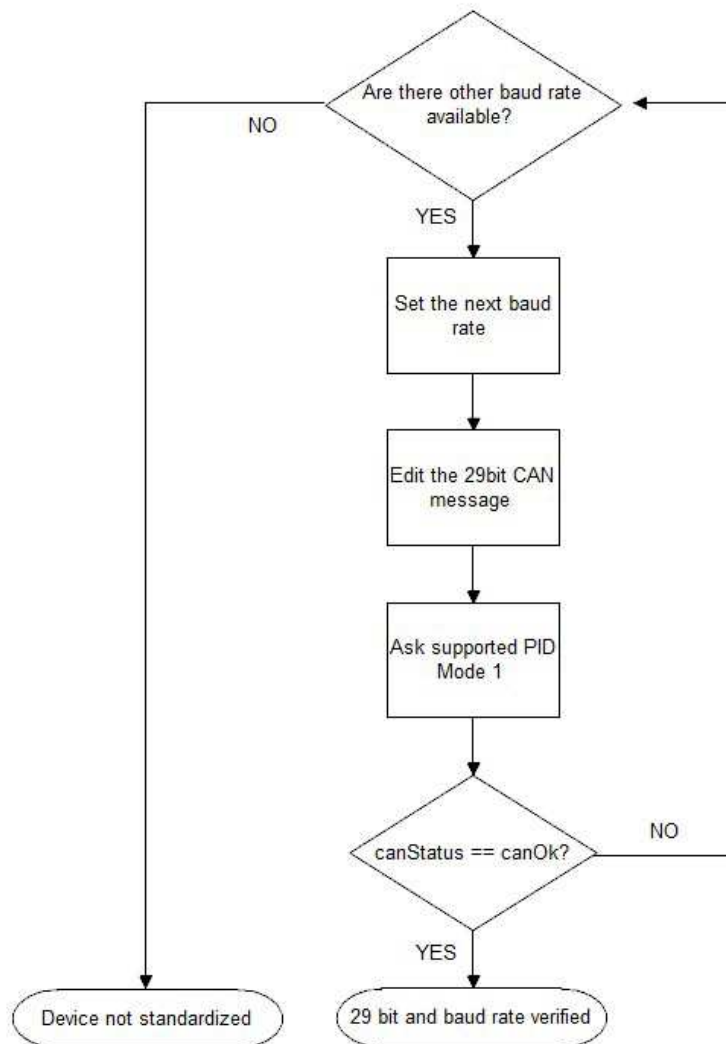 Are there other baud rate
available?
NO
YES
Set the next baud
rate
Edit the 29bit CAN
message
Ask supported PID
Mode 1
canStatus == canOk?
NO
YES
Device not standardized
29 bit and baud rate verified